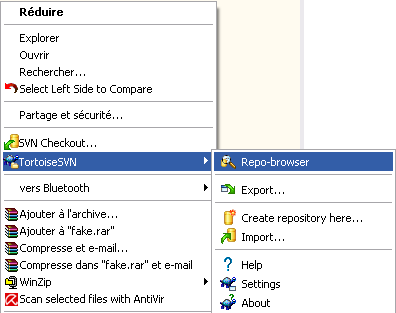 Réduire
Explorer
Ouvrir
Rechercher...
Select Left Side to Compare
Partage et sécurité...
SVN Checkout...
TortoiseSVN
vers Bluetooth
Ajouter à l'archive...
Ajouter à "fake.rar"
Compresse et e-mail...
Compresse dans "fake.rar" et e-mail
WinZip
Scan selected files with AntiVir
Repo-browser
Export...
Create repository here...
Import...
Help
Settings
About